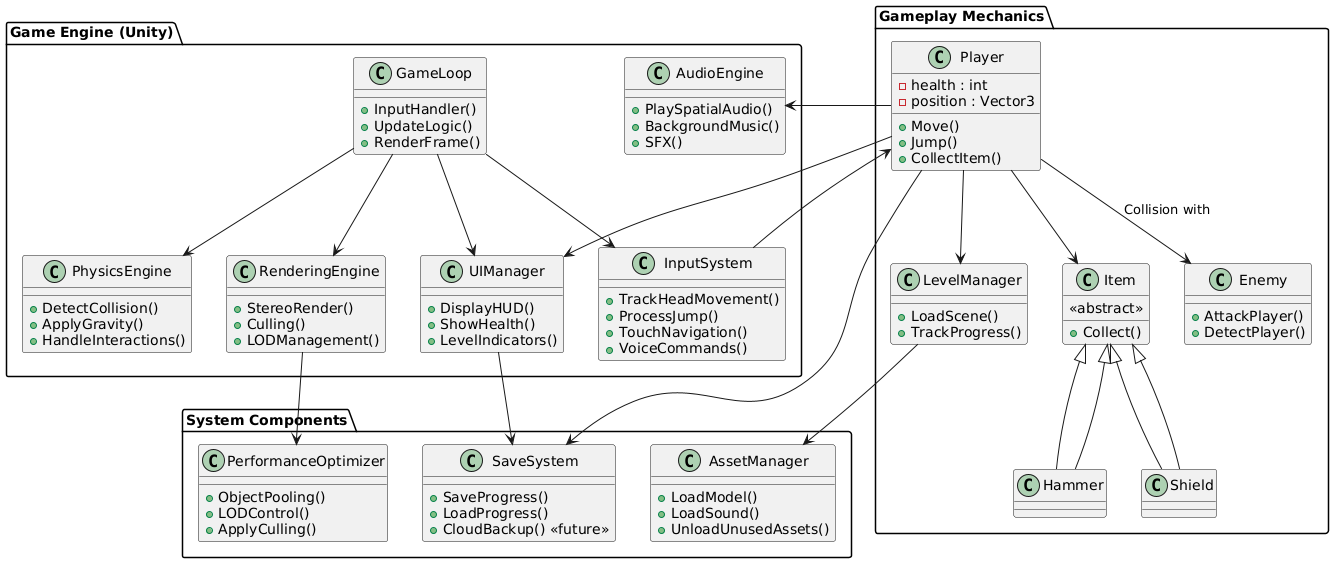 Game Engine (Unity)
C GameLoop
InputHandler()
UpdateLogic()
RenderFrame()
C AudioEngine
PlaySpatialAudio()
BackgroundMusic()
SFX()
C PhysicsEngine
DetectCollision()
ApplyGravity()
HandleInteractions()
C RenderingEngine
StereoRender()
Culling()
LODManagement()
C UIManager
DisplayHUD()
ShowHealth()
LevelIndicators()
C InputSystem
TrackHeadMovement()
ProcessJump()
TouchNavigation()
VoiceCommands()
Gameplay Mechanics
C Player
health : int
position : Vector3
Move()
Jump()
CollectItem()
Collision with
C LevelManager
LoadScene()
TrackProgress()
C Item
«abstract»
Collect()
C Enemy
AttackPlayer()
DetectPlayer()
C Hammer
C Shield
System Components
C PerformanceOptimizer
ObjectPooling()
LODControl()
ApplyCulling()
C SaveSystem
SaveProgress()
LoadProgress()
CloudBackup() «future»
C AssetManager
LoadModel()
LoadSound()
UnloadUnusedAssets()